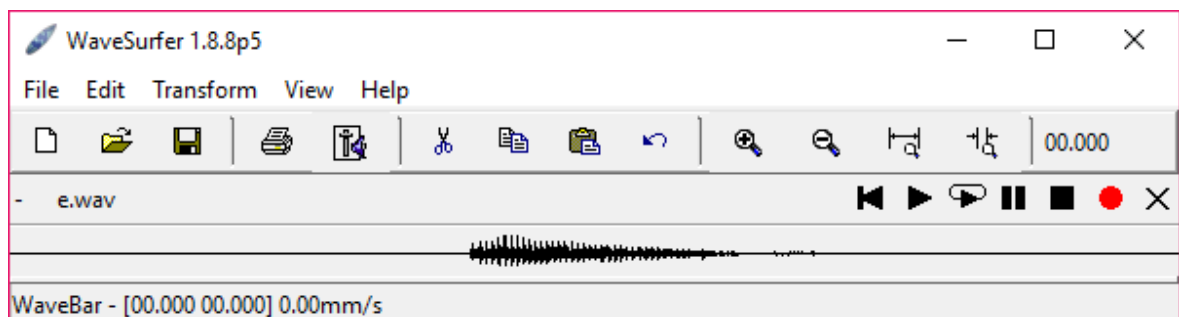 WaveSurfer 1.8.8p5
File Edit Transform View Help
00.000
- e.wav
WaveBar - [00.000 00.000] 0.00mm/s